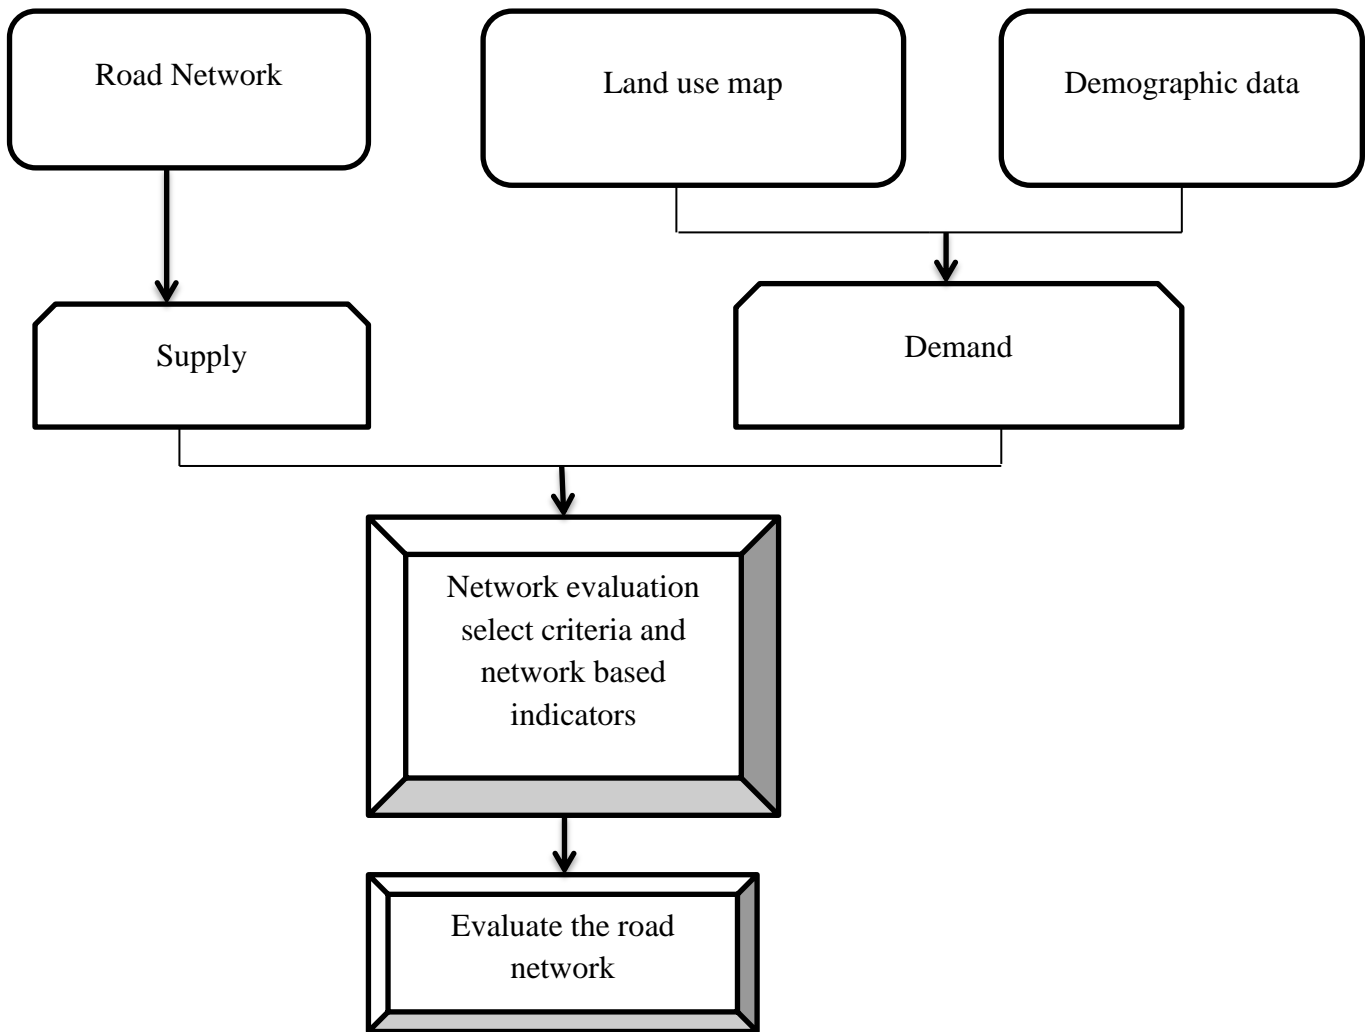 Road Network
Land use map
Demographic data
Supply
Demand
Network evaluation
select criteria and
network based
indicators
Evaluate the road
network